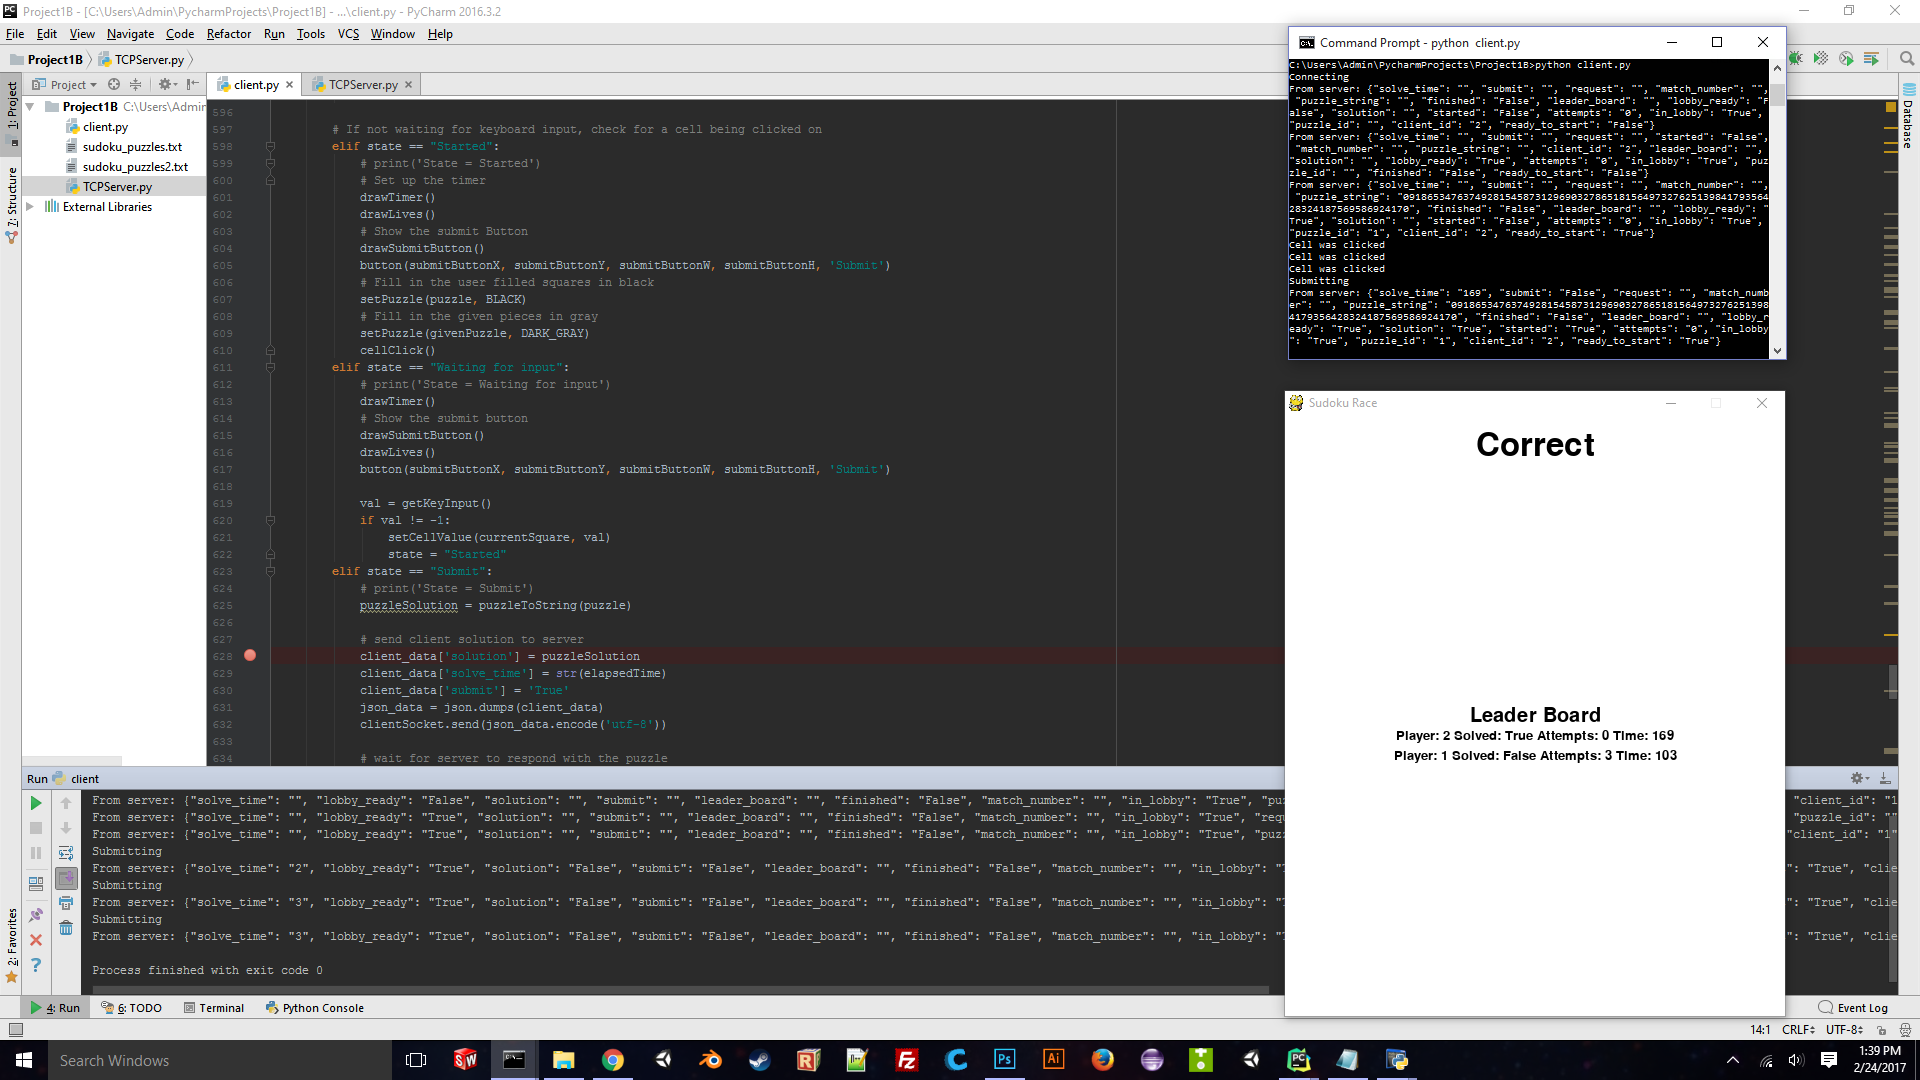 Project1B - [C:\Users\Admin\PycharmProjects\Project1B] - ...\client.py - PyCharm 2016.3.2
File Edit View Navigate Code Refactor Run Tools VCS Window Help
Project1B TCPServer.py
Project
client.py TCPServer.py
1: Project
7: Structure
2: Favorites
Database
Project1B C:\Users\Admin
client.py
sudoku_puzzles.txt
sudoku_puzzles2.txt
TCPServer.py
External Libraries
596
597 # If not waiting for keyboard input, check for a cell being clicked on
598 elif state == "Started":
599 # print('State = Started')
600 # Set up the timer
601 drawTimer()
602 drawLives()
603 # Show the submit Button
604 drawSubmitButton()
605 button(submitButtonX, submitButtonY, submitButtonW, submitButtonH, 'Submit')
606 # Fill in the user filled squares in black
607 setPuzzle(puzzle, BLACK)
608 # Fill in the given pieces in gray
609 setPuzzle(givenPuzzle, DARK_GRAY)
610 cellClick()
611 elif state == "Waiting for input":
612 # print('State = Waiting for input')
613 drawTimer()
614 # Show the submit button
615 drawSubmitButton()
616 drawLives()
617 button(submitButtonX, submitButtonY, submitButtonW, submitButtonH, 'Submit')
618
619 val = getKeyInput()
620 if val != -1:
621 setCellValue(currentSquare, val)
622 state = "Started"
623 elif state == "Submit":
624 # print('State = Submit')
625 puzzleSolution = puzzleToString(puzzle)
626
627 # send client solution to server
628 client_data['solution'] = puzzleSolution
629 client_data['solve_time'] = str(elapsedTime)
630 client_data['submit'] = 'True'
631 json_data = json.dumps(client_data)
632 clientSocket.send(json_data.encode('utf-8'))
633
634 # wait for server to respond with the puzzle
Command Prompt - python client.py
C:\Users\Admin\PycharmProjects\Project1B>python client.py
Connecting
From server: {"solve_time": "", "submit": "", "request": "", "match_number": "",
"puzzle_string": "", "finished": "False", "leader_board": "", "lobby_ready": "F
alse", "solution": "", "started": "False", "attempts": "0", "in_lobby": "True",
"puzzle_id": "", "client_id": "2", "ready_to_start": "False"}
From server: {"solve_time": "", "submit": "", "request": "", "started": "False",
"match_number": "", "puzzle_string": "", "client_id": "2", "leader_board": "",
"solution": "", "lobby_ready": "True", "attempts": "0", "in_lobby": "True", "puz
zle_id": "", "finished": "False", "ready_to_start": "False"}
From server: {"solve_time": "", "submit": "", "request": "", "match_number": "",
"puzzle_string": "0918653476374928154587312969032786518156497327625139841793564
28324187569586924170", "finished": "False", "leader_board": "", "lobby_ready": "
True", "solution": "", "started": "False", "attempts": "0", "in_lobby": "True",
"puzzle_id": "1", "client_id": "2", "ready_to_start": "True"}
Cell was clicked
Cell was clicked
Cell was clicked
Submitting
From server: {"solve_time": "169", "submit": "False", "request": "", "match_numb
er": "", "puzzle_string": "09186534763749281545873129690327865181564973276251398
4179356428324187569586924170", "finished": "False", "leader_board": "", "lobby_r
eady": "True", "solution": "True", "started": "True", "attempts": "0", "in_lobby
": "True", "puzzle_id": "1", "client_id": "2", "ready_to_start": "True"}
Sudoku Race
Correct
Leader Board
Player: 2 Solved: True Attempts: 0 Time: 169
Player: 1 Solved: False Attempts: 3 Time: 103
Run client
From server: {"solve_time": "", "lobby_ready": "False", "solution": "", "submit": "", "leader_board": "", "finished": "False", "match_number": "", "in_lobby": "True", "pu "client_id": "1
From server: {"solve_time": "", "lobby_ready": "True", "solution": "", "submit": "", "leader_board": "", "finished": "False", "match_number": "", "in_lobby": "True", "req "puzzle_id": ""
From server: {"solve_time": "", "lobby_ready": "True", "solution": "", "submit": "", "leader_board": "", "finished": "False", "match_number": "", "in_lobby": "True", "puzz "client_id": "1"
Submitting
From server: {"solve_time": "2", "lobby_ready": "True", "solution": "False", "submit": "False", "leader_board": "", "finished": "False", "match_number": "", "in_lobby": " ": "True", "clie
Submitting
From server: {"solve_time": "3", "lobby_ready": "True", "solution": "False", "submit": "False", "leader_board": "", "finished": "False", "match_number": "", "in_lobby": " ": "True", "clie
Submitting
From server: {"solve_time": "3", "lobby_ready": "True", "solution": "False", "submit": "False", "leader_board": "", "finished": "False", "match_number": "", "in_lobby": " ": "True", "clie
Process finished with exit code 0
4: Run 6: TODO Terminal Python Console Event Log
14:1 CRLF UTF-8
Search Windows
1:39 PM
2/24/2017